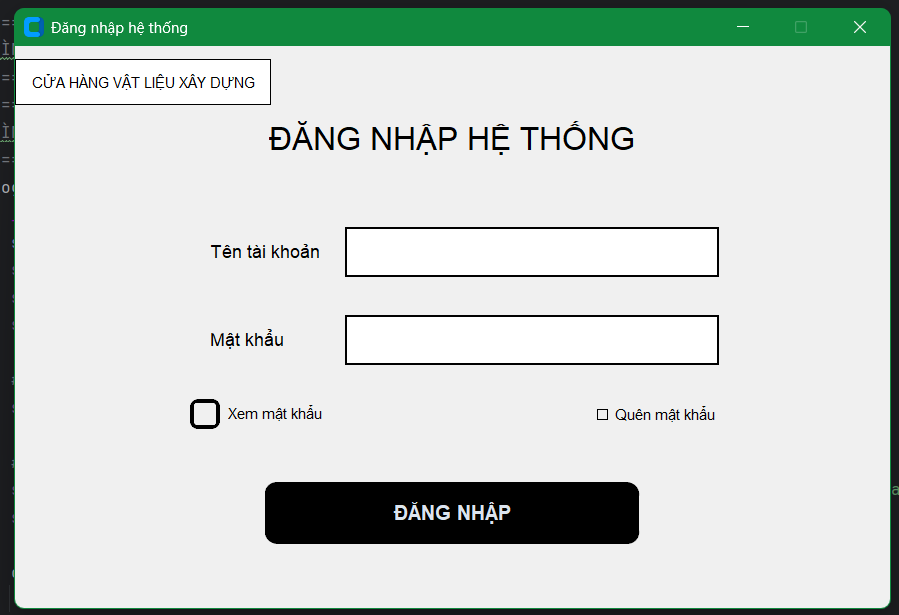 Đăng nhập hệ thống
CỬA HÀNG VẬT LIỆU XÂY DỰNG
ĐĂNG NHẬP HỆ THỐNG
Tên tài khoản
Mật khẩu
Xem mật khẩu
Quên mật khẩu
ĐĂNG NHẬP